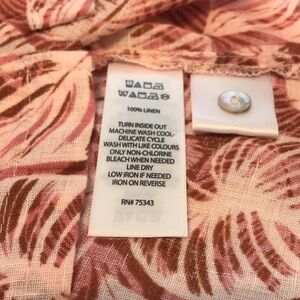 100% LINEN
TURN INSIDE OUT
MACHINE WASH COOL-
DELICATE CYCLE
WASH WITH LIKE COLOURS
ONLY NON-CHLORINE
BLEACH WHEN NEEDED
LINE DRY
LOW IRON IF NEEDED
IRON ON REVERSE
RN# 75343